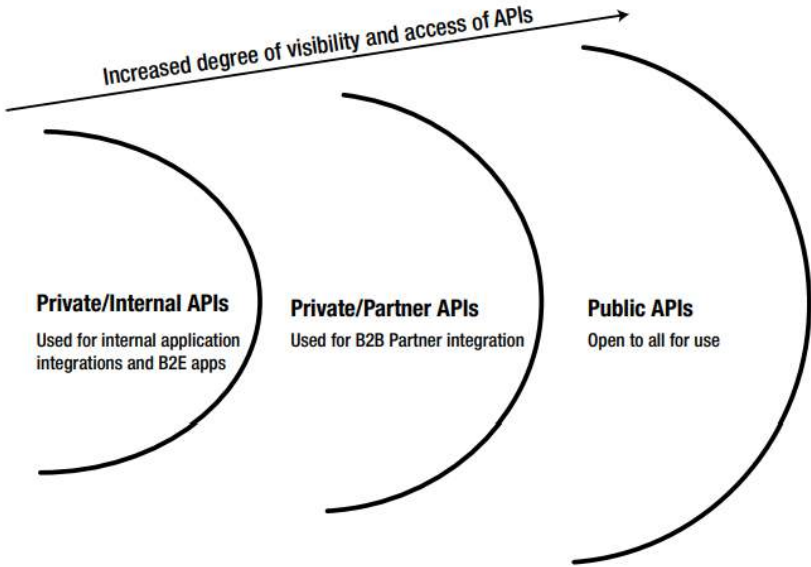 Increased degree of visibility and access of APIs
Private/Internal APIs
Used for internal application
integrations and B2E apps
Private/Partner APIs
Used for B2B Partner integration
Public APIs
Open to all for use